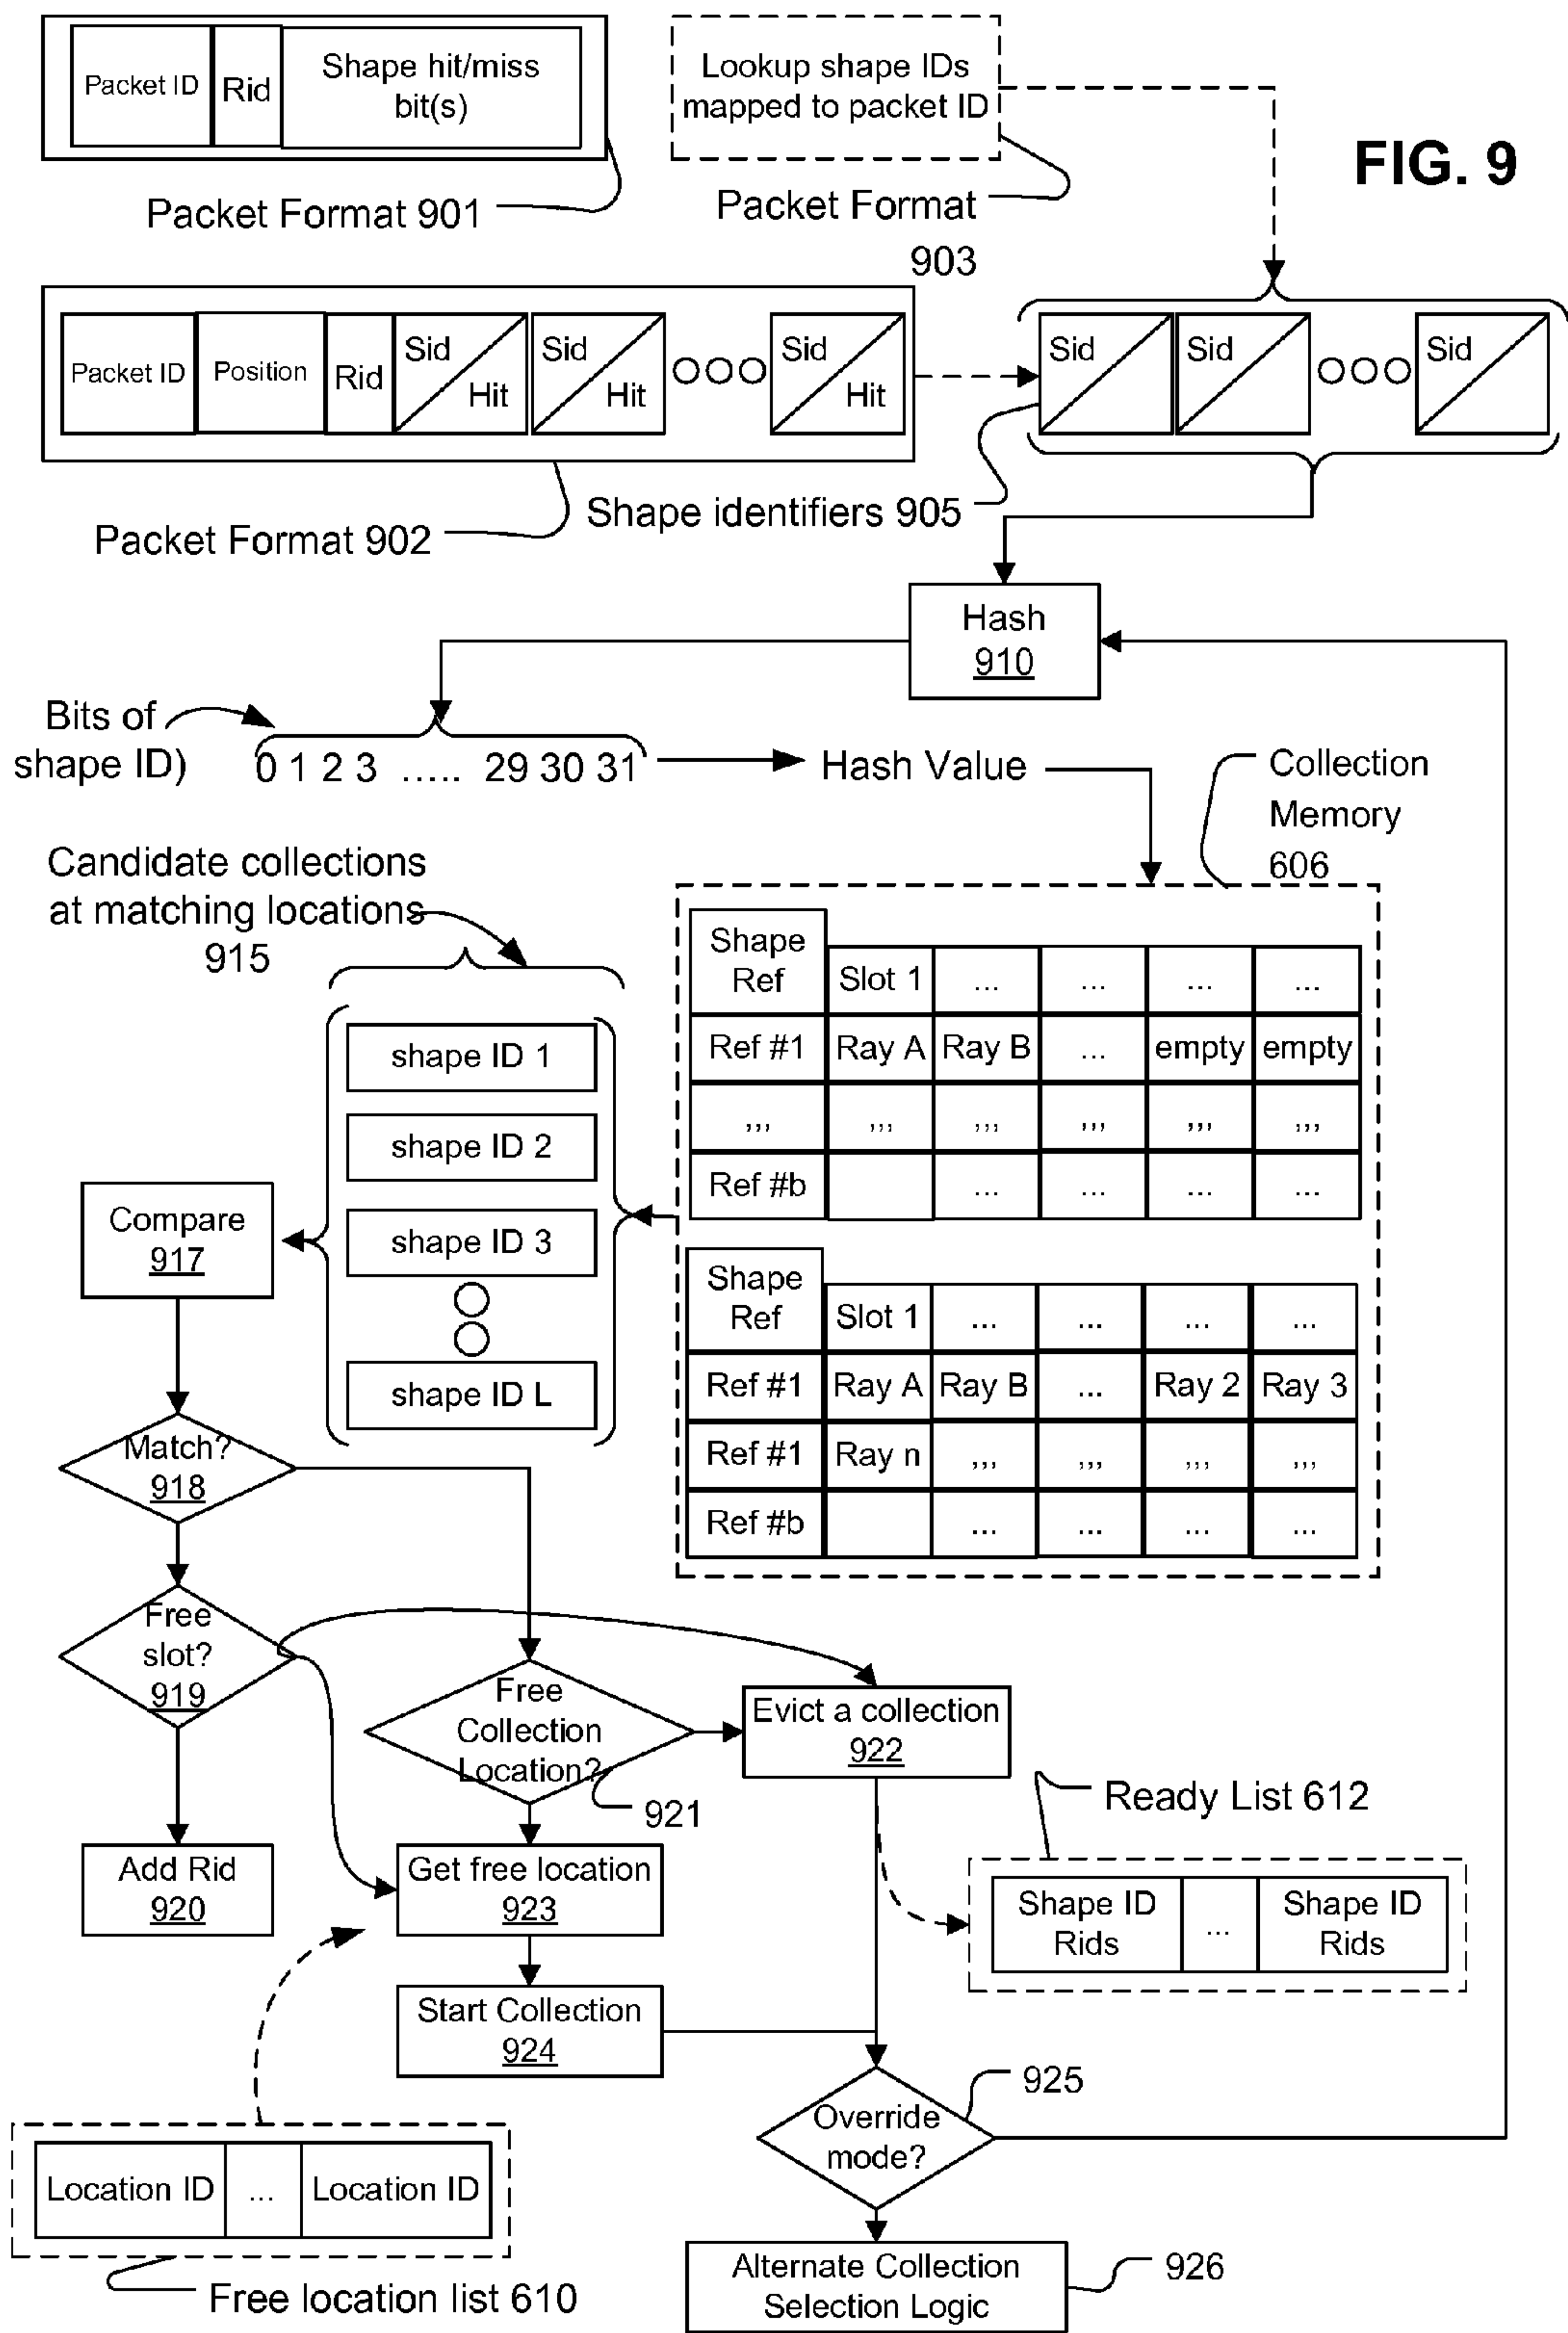 Packet ID
Rid
Shape hit/miss
bit(s)
Packet Format 901
Lookup shape IDs
mapped to packet ID
Packet Format
903
FIG. 9
Packet ID
Position
Rid
Sid
Hit
Sid
Hit
Sid
Hit
Sid
Sid
Sid
Packet Format 902
Shape identifiers 905
Hash
910
Bits of
shape ID)
0 1 2 3 ..... 29 30 31
Hash Value
Collection
Memory
606
Candidate collections
at matching locations
915
shape ID 1
shape ID 2
shape ID 3
shape ID L
Shape
Ref
Slot 1 ... ... ... ...
Ref #1 Ray A Ray B ... empty empty
,,, ,,, ,,, ,,, ,,, ,,,
Ref #b ... ... ... ...
Shape
Ref
Slot 1 ... ... ... ...
Ref #1 Ray A Ray B ... Ray 2 Ray 3
Ref #1 Ray n ,,, ,,, ,,, ,,,
Ref #b ... ... ... ...
Compare
917
Match?
918
Free
slot?
919
Add Rid
920
Free
Collection
Location?
921
Evict a collection
922
Get free location
923
Start Collection
924
Ready List 612
Shape ID
Rids
...
Shape ID
Rids
Override
mode?
925
Location ID ... Location ID
Free location list 610
Alternate Collection
Selection Logic
926